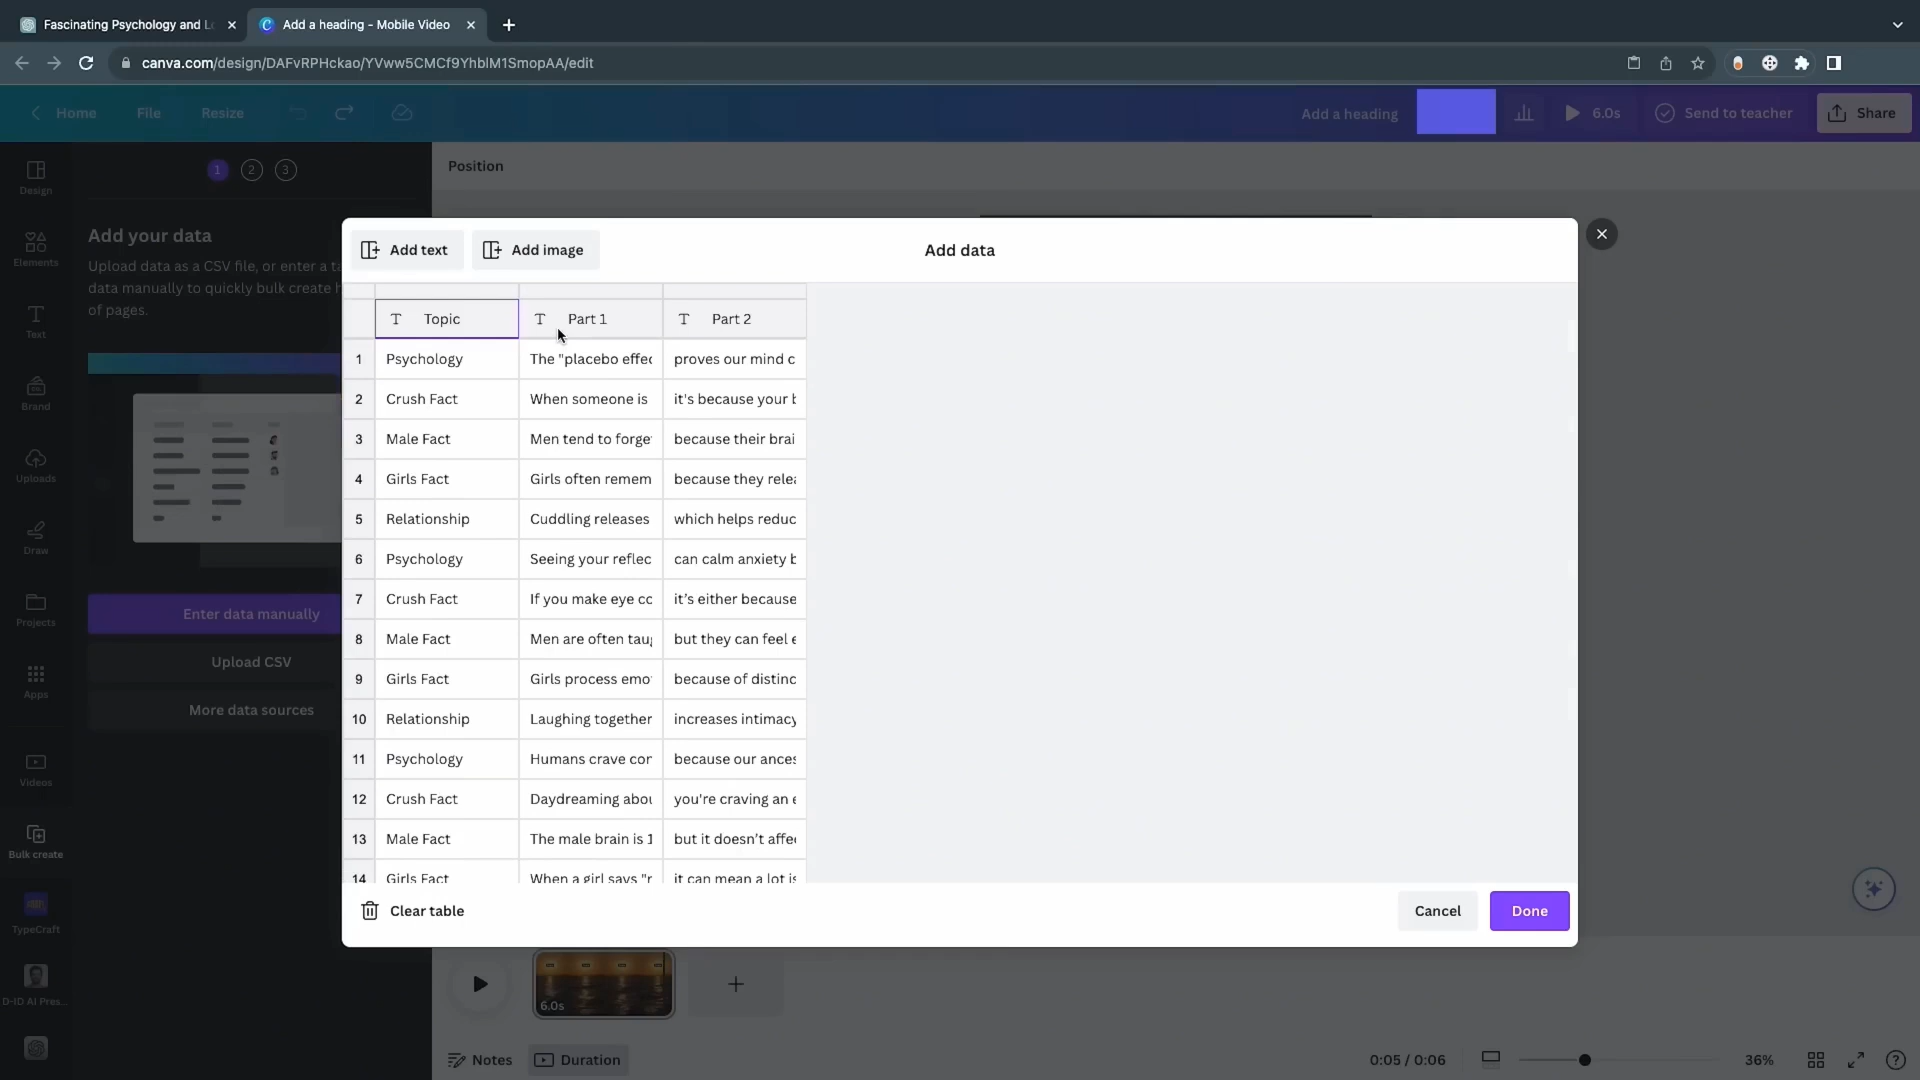 Fascinating Psychology and Lo
Add a heading - Mobile Video
canva.com/design/DAFvRPHckao/YVww5CMCf9YhblM1SmopAA/edit
Home
File
Resize
Add a heading
6.0s
Send to teacher
Share
Design
Elements
Text
Brand
Uploads
Draw
Projects
Apps
Videos
Bulk create
TypeCraft
D-ID AI Pres...
1
2
3
Add your data
Upload data as a CSV file, or enter a ta
data manually to quickly bulk create h
of pages.
Enter data manually
Upload CSV
More data sources
Position
Add text
Add image
Add data
Topic Part 1 Part 2
1 Psychology The "placebo effec proves our mind c
2 Crush Fact When someone is it's because your b
3 Male Fact Men tend to forge because their brai
4 Girls Fact Girls often remem because they relea
5 Relationship Cuddling releases which helps reduc
6 Psychology Seeing your reflec can calm anxiety b
7 Crush Fact If you make eye co it's either because
8 Male Fact Men are often taug but they can feel e
9 Girls Fact Girls process emo because of distinc
10 Relationship Laughing together increases intimacy
11 Psychology Humans crave con because our ances
12 Crush Fact Daydreaming abou you're craving an e
13 Male Fact The male brain is 1 but it doesn't affe
14 Girls Fact When a girl says "r it can mean a lot is
Clear table
Cancel
Done
6.0s
Notes
Duration
0:05 / 0:06
36%